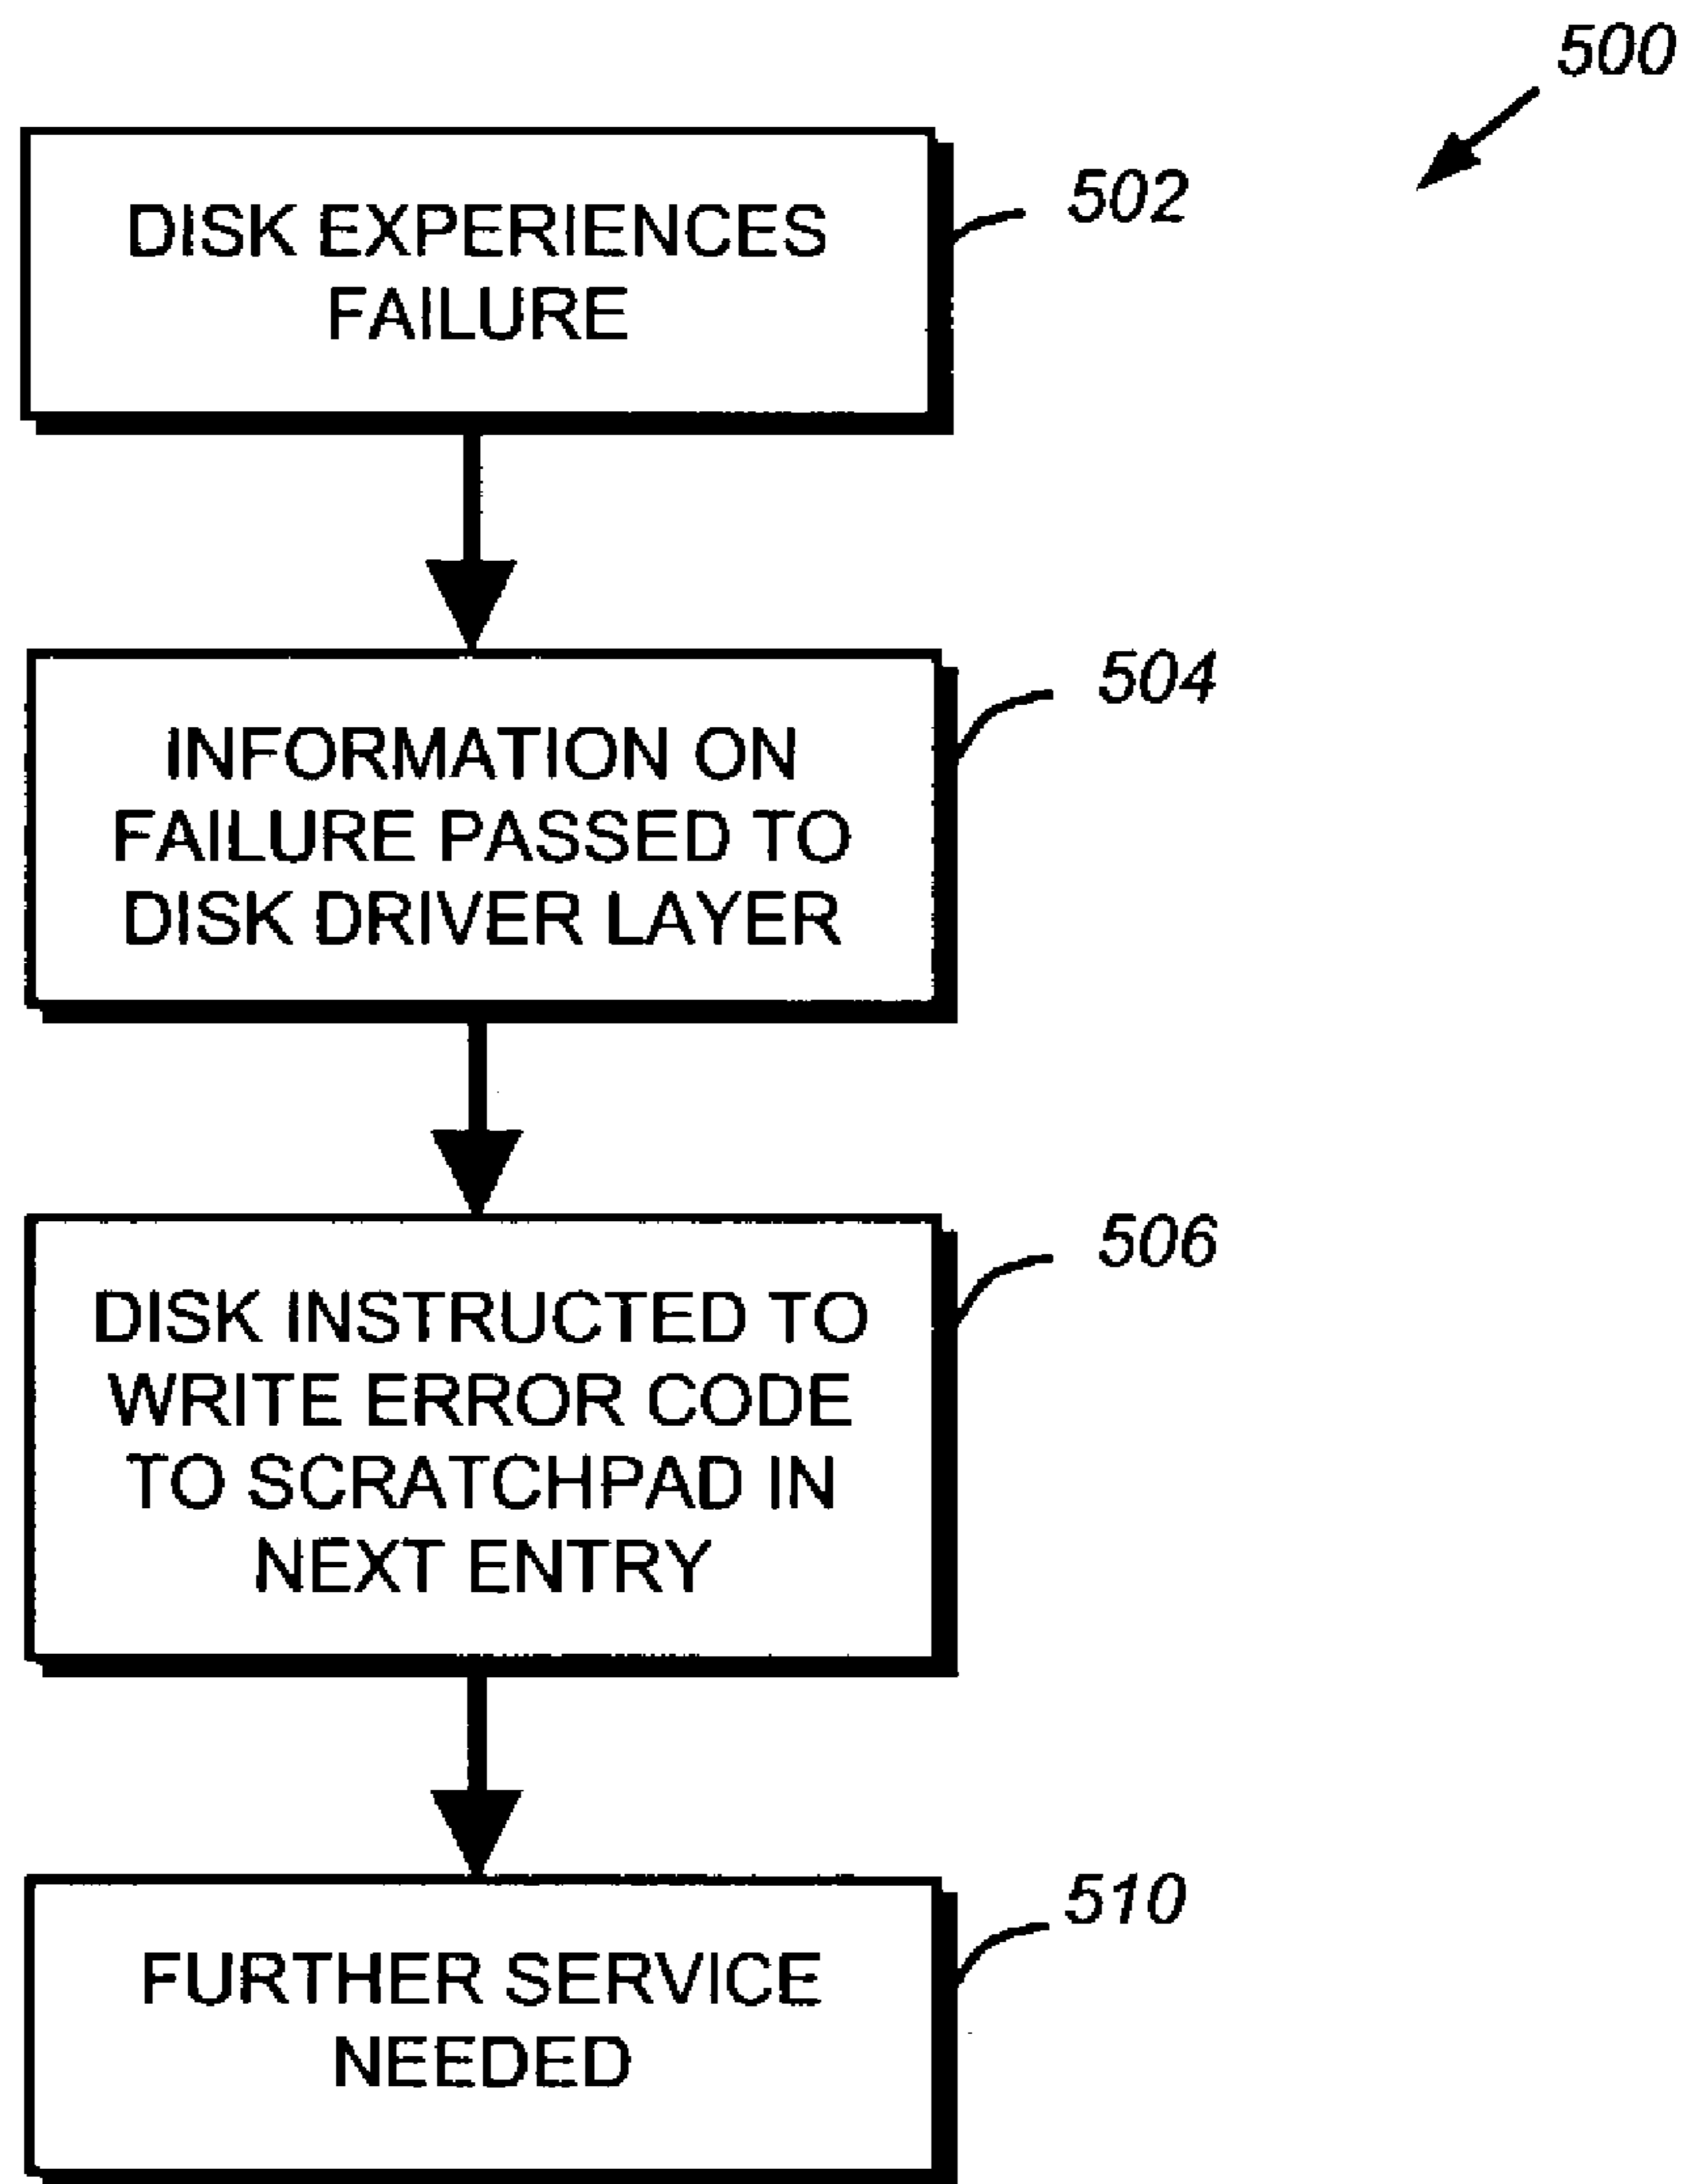 500
502
DISK EXPERIENCES
FAILURE
504
INFORMATION ON
FAILURE PASSED TO
DISK DRIVER LAYER
506
DISK INSTRUCTED TO
WRITE ERROR CODE
TO SCRATCHPAD IN
NEXT ENTRY
510
FURTHER SERVICE
NEEDED